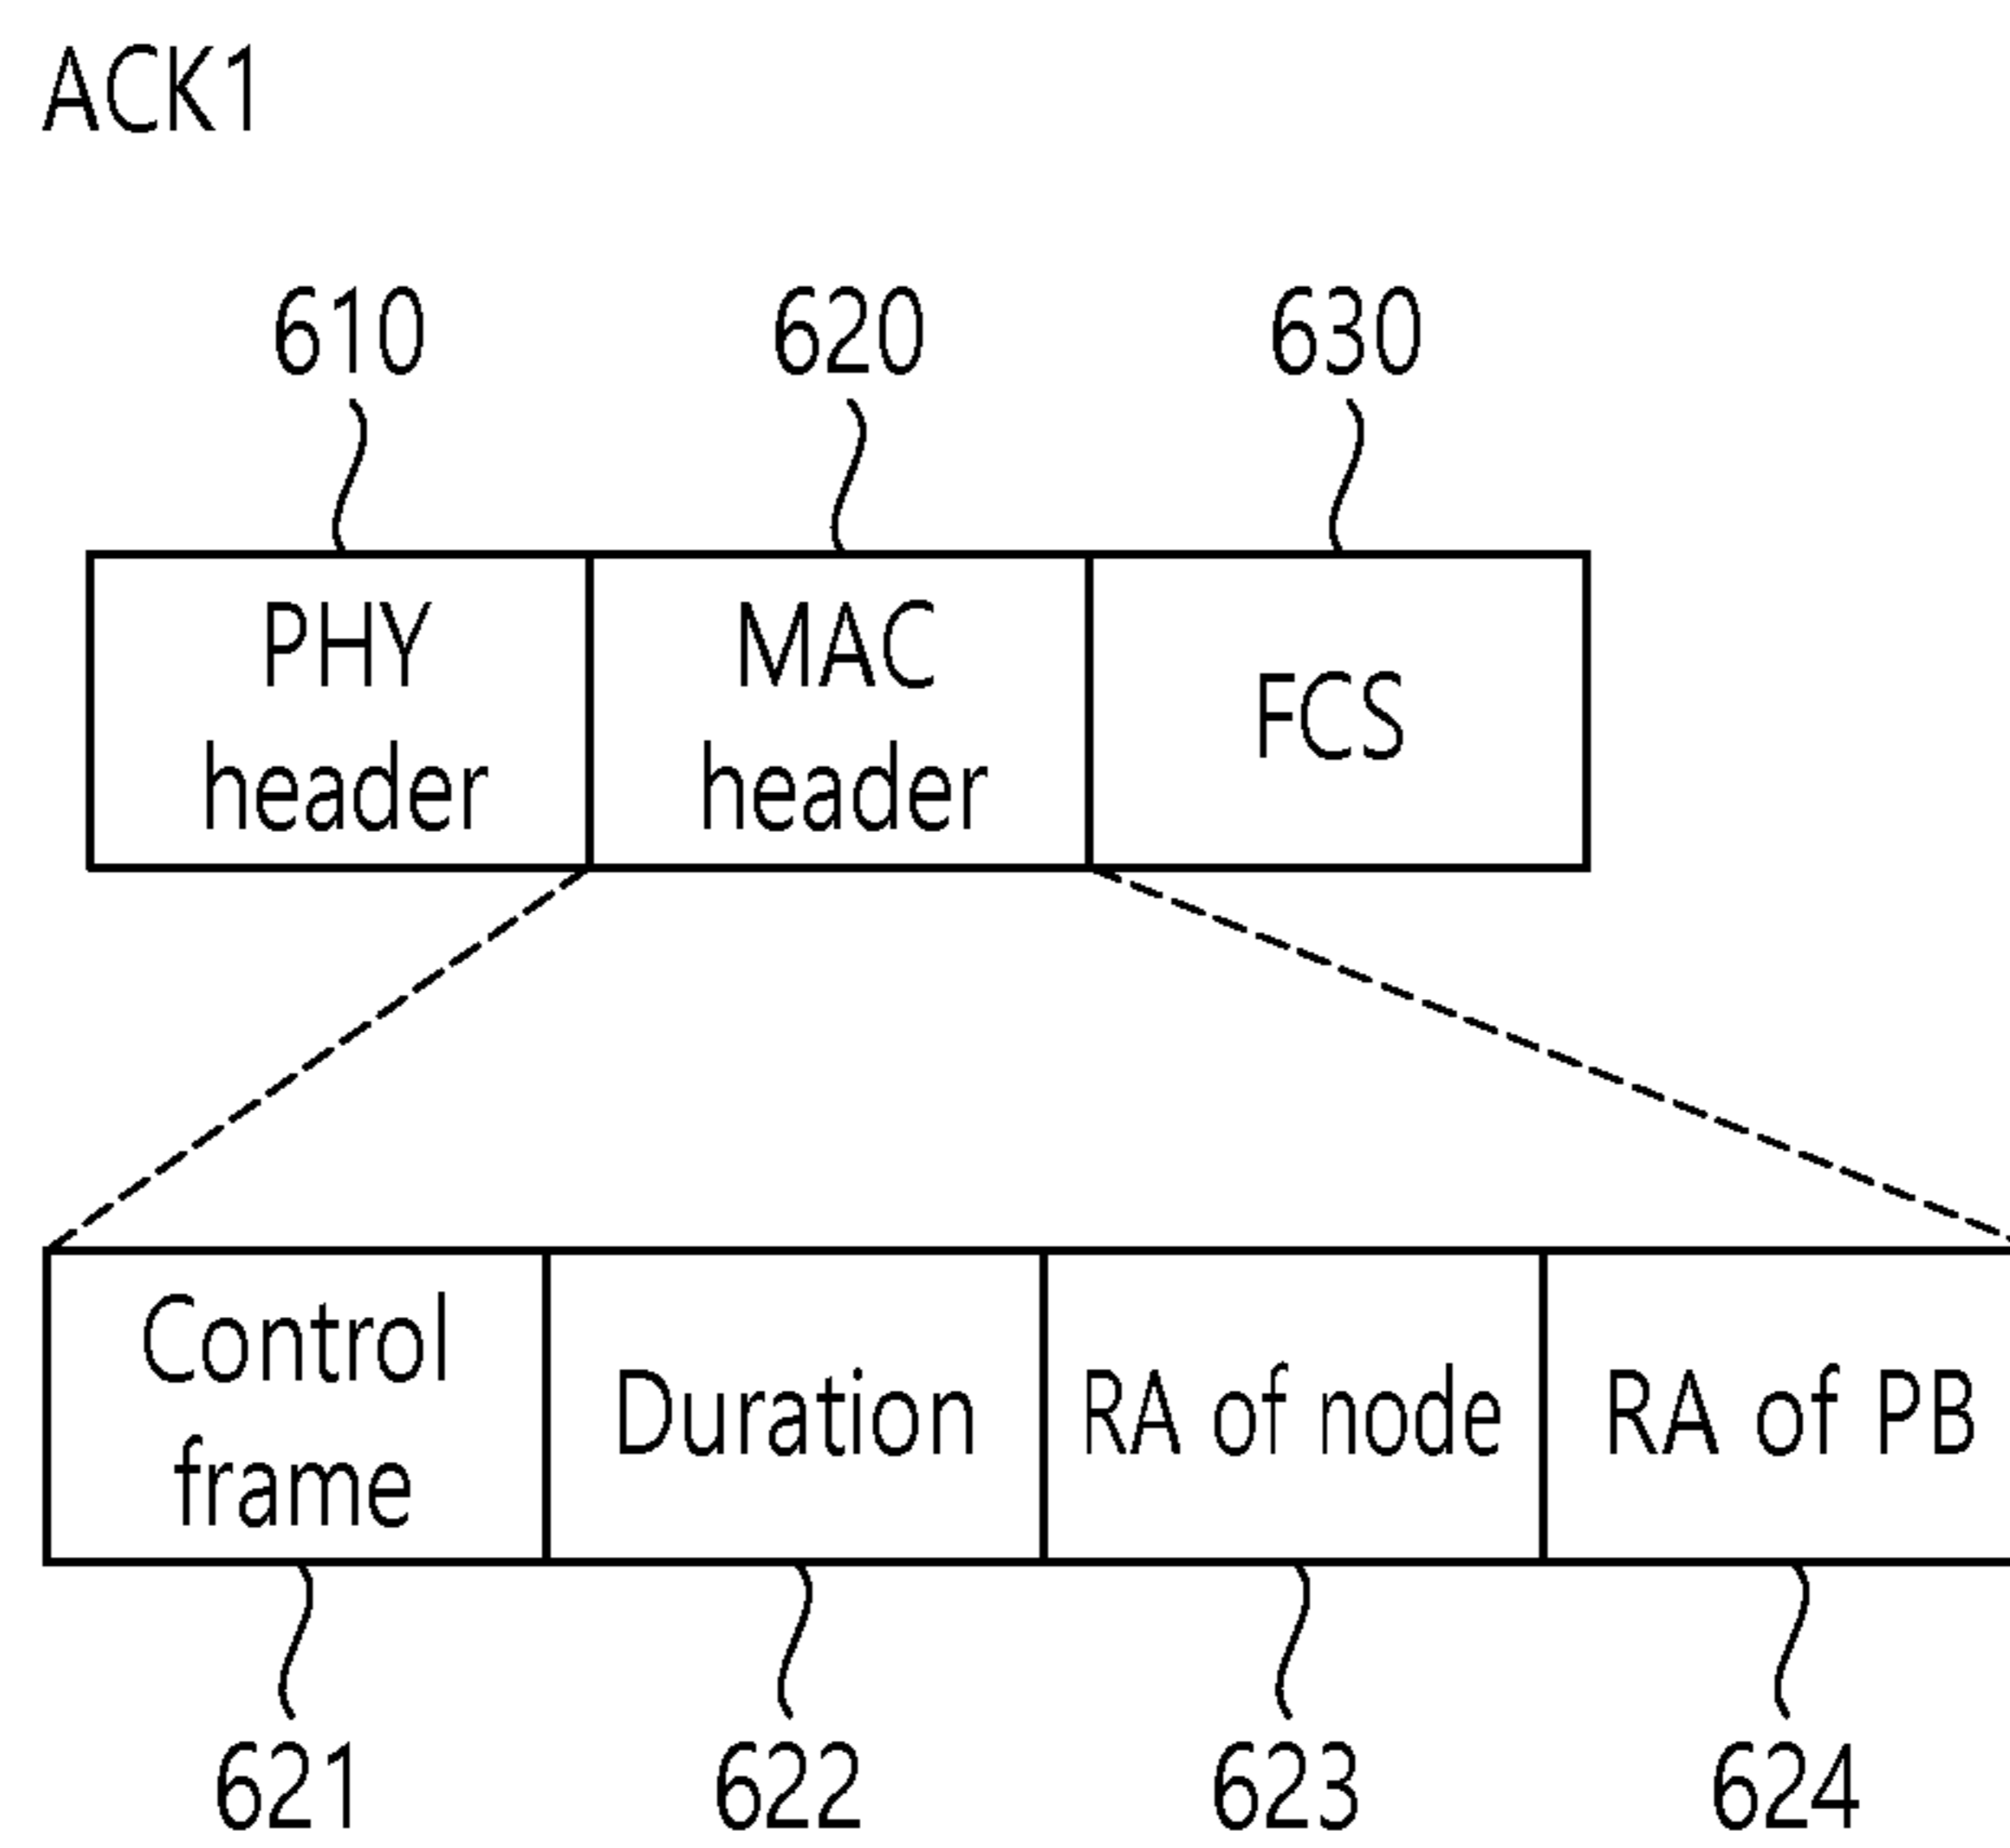 ACK1
610 620 630
PHY header
MAC header
FCS
Control frame
Duration
RA of node
RA of PB
621 622 623 624